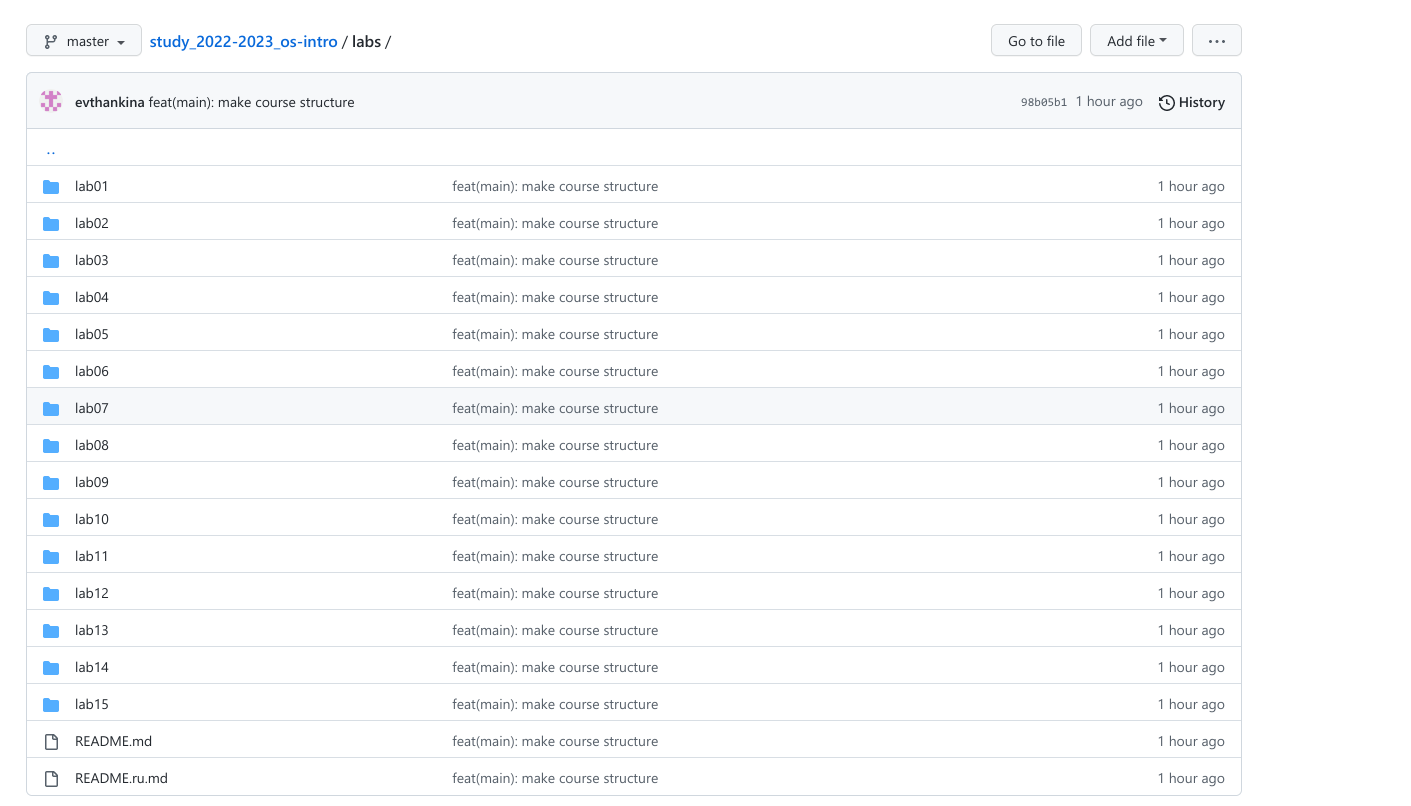 master study_2022-2023_os-intro / labs / Go to file Add file ...
evthankina feat(main): make course structure 98b05b1 1 hour ago History
..
lab01 feat(main): make course structure 1 hour ago
lab02 feat(main): make course structure 1 hour ago
lab03 feat(main): make course structure 1 hour ago
lab04 feat(main): make course structure 1 hour ago
lab05 feat(main): make course structure 1 hour ago
lab06 feat(main): make course structure 1 hour ago
lab07 feat(main): make course structure 1 hour ago
lab08 feat(main): make course structure 1 hour ago
lab09 feat(main): make course structure 1 hour ago
lab10 feat(main): make course structure 1 hour ago
lab11 feat(main): make course structure 1 hour ago
lab12 feat(main): make course structure 1 hour ago
lab13 feat(main): make course structure 1 hour ago
lab14 feat(main): make course structure 1 hour ago
lab15 feat(main): make course structure 1 hour ago
README.md feat(main): make course structure 1 hour ago
README.ru.md feat(main): make course structure 1 hour ago